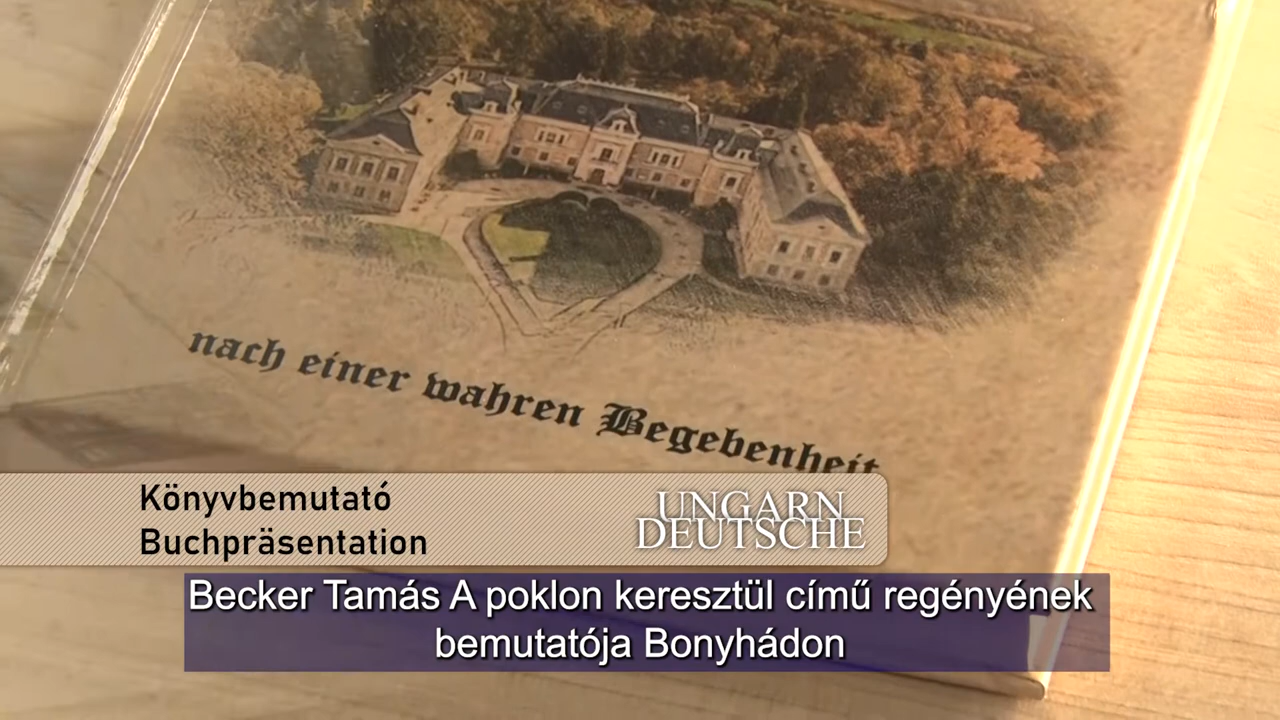 nach einer wahren Begebenheit
Könyvbemutató
Buchpräsentation
UNGARN
DEUTSCHE
Becker Tamás A poklon keresztül című regényének
bemutatója Bonyhádon